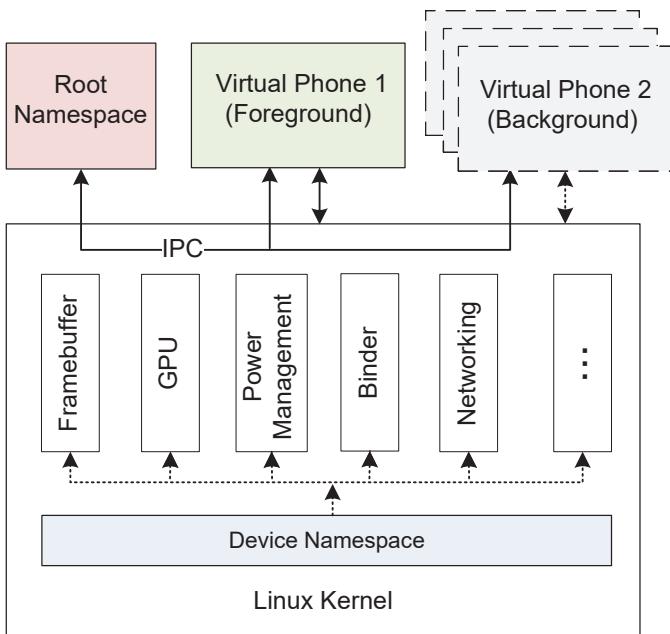 Root
Namespace
Virtual Phone 1
(Foreground)
Virtual Phone 2
(Background)
IPC
Framebuffer
GPU
Power
Management
Binder
Networking
...
Device Namespace
Linux Kernel